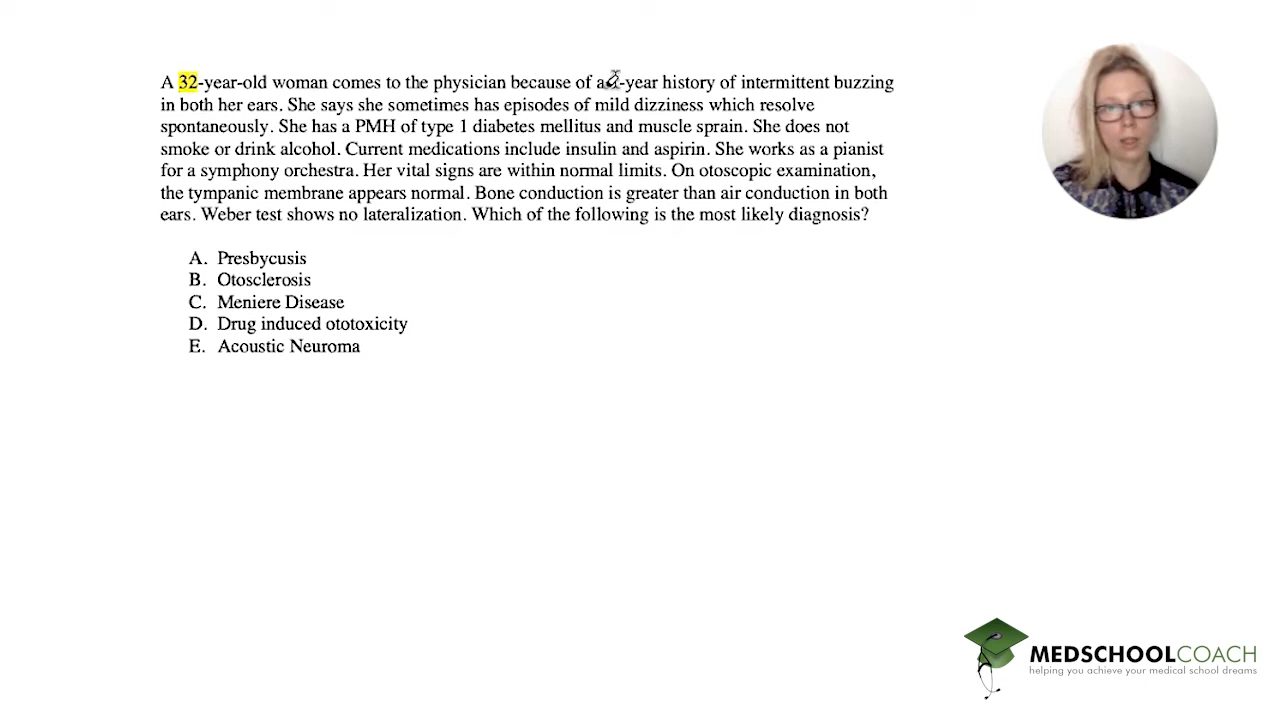 A 32-year-old woman comes to the physician because of a -year history of intermittent buzzing
in both her ears. She says she sometimes has episodes of mild dizziness which resolve
spontaneously. She has a PMH of type 1 diabetes mellitus and muscle sprain. She does not
smoke or drink alcohol. Current medications include insulin and aspirin. She works as a pianist
for a symphony orchestra. Her vital signs are within normal limits. On otoscopic examination,
the tympanic membrane appears normal. Bone conduction is greater than air conduction in both
ears. Weber test shows no lateralization. Which of the following is the most likely diagnosis?
A. Presbycusis
B. Otosclerosis
C. Meniere Disease
D. Drug induced ototoxicity
E. Acoustic Neuroma
MEDSCHOOLCOACH
helping you achieve your medical school dreams